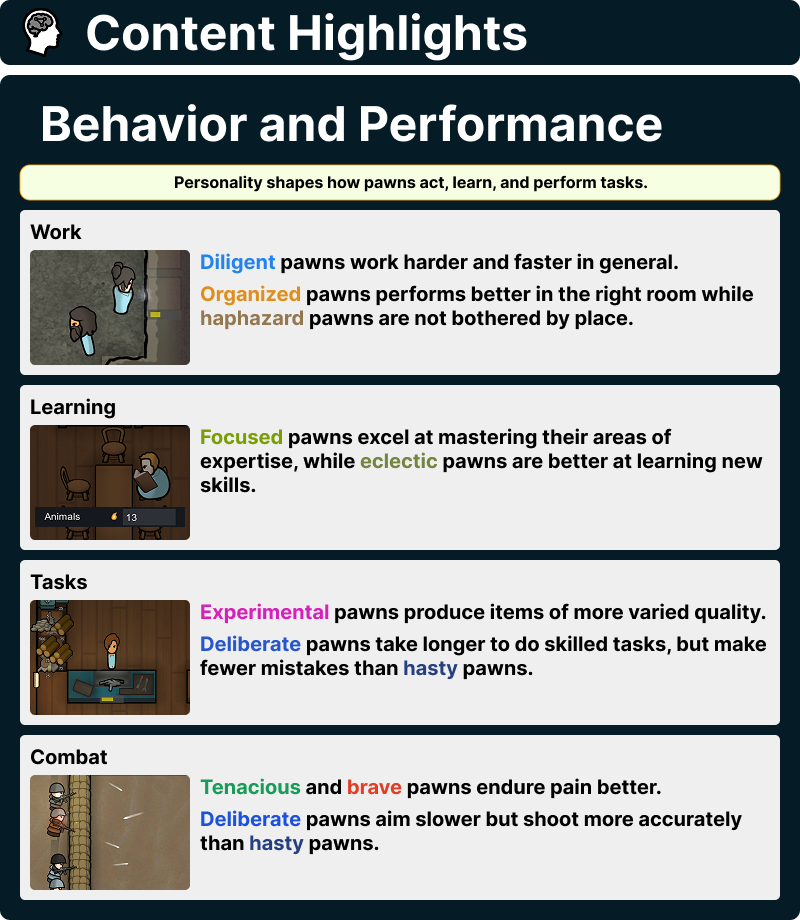 Content Highlights
Behavior and Performance
Personality shapes how pawns act, learn, and perform tasks.
Work
Diligent pawns work harder and faster in general.
Organized pawns performs better in the right room while
haphazard pawns are not bothered by place.
Learning
Focused pawns excel at mastering their areas of
expertise, while eclectic pawns are better at learning new
skills.
Animals 13
Tasks
Experimental pawns produce items of more varied quality.
Deliberate pawns take longer to do skilled tasks, but make
fewer mistakes than hasty pawns.
Combat
Tenacious and brave pawns endure pain better.
Deliberate pawns aim slower but shoot more accurately
than hasty pawns.